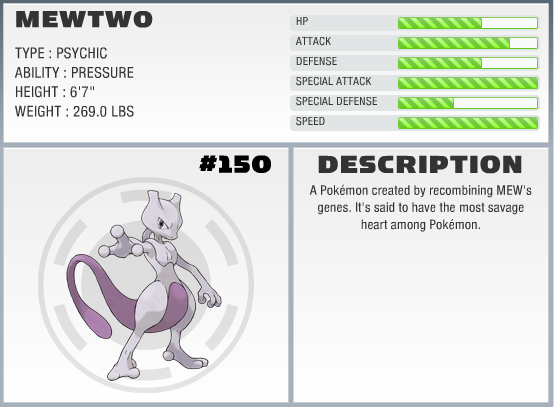 MEWTWO
TYPE : PSYCHIC
ABILITY : PRESSURE
HEIGHT : 6'7"
WEIGHT : 269.0 LBS
HP
ATTACK
DEFENSE
SPECIAL ATTACK
SPECIAL DEFENSE
SPEED
#150
DESCRIPTION
A Pokémon created by recombining MEW's
genes. It's said to have the most savage
heart among Pokémon.